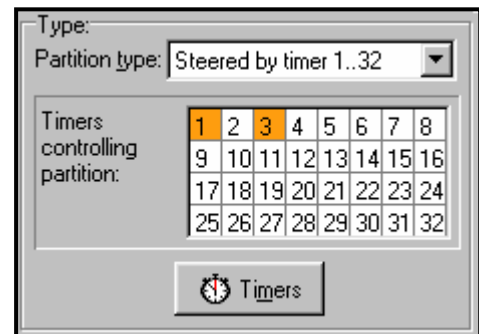 Type:
Partition type: Steered by timer 1..32
Timers
controlling
partition:
1 2 3 4 5 6 7 8
9 10 11 12 13 14 15 16
17 18 19 20 21 22 23 24
25 26 27 28 29 30 31 32
Timers